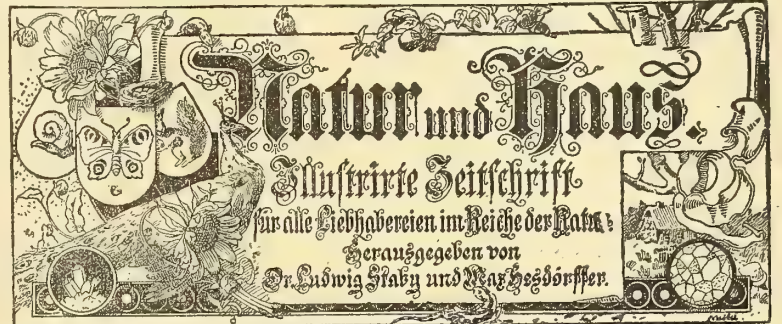 Natur und Haus.
Illustrirte Zeitschrift
für alle Liebhabereien im Reiche der Natur.
Herausgegeben von
Dr. Ludwig Staby und Max Hesdörffer.